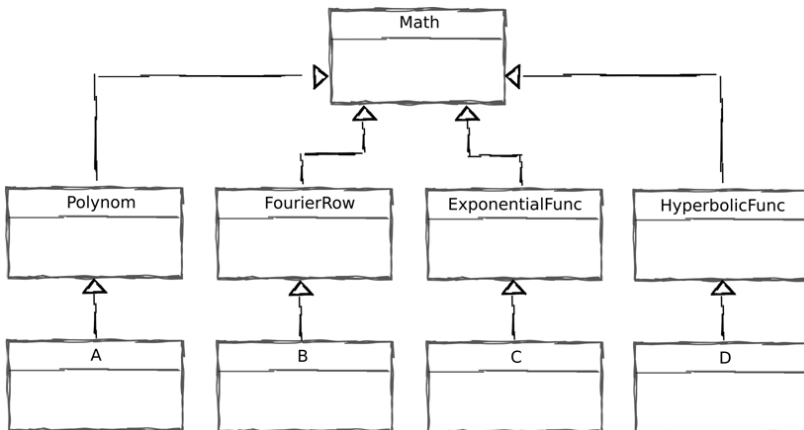 Math
Polynom
FourierRow
ExponentialFunc
HyperbolicFunc
A
B
C
D